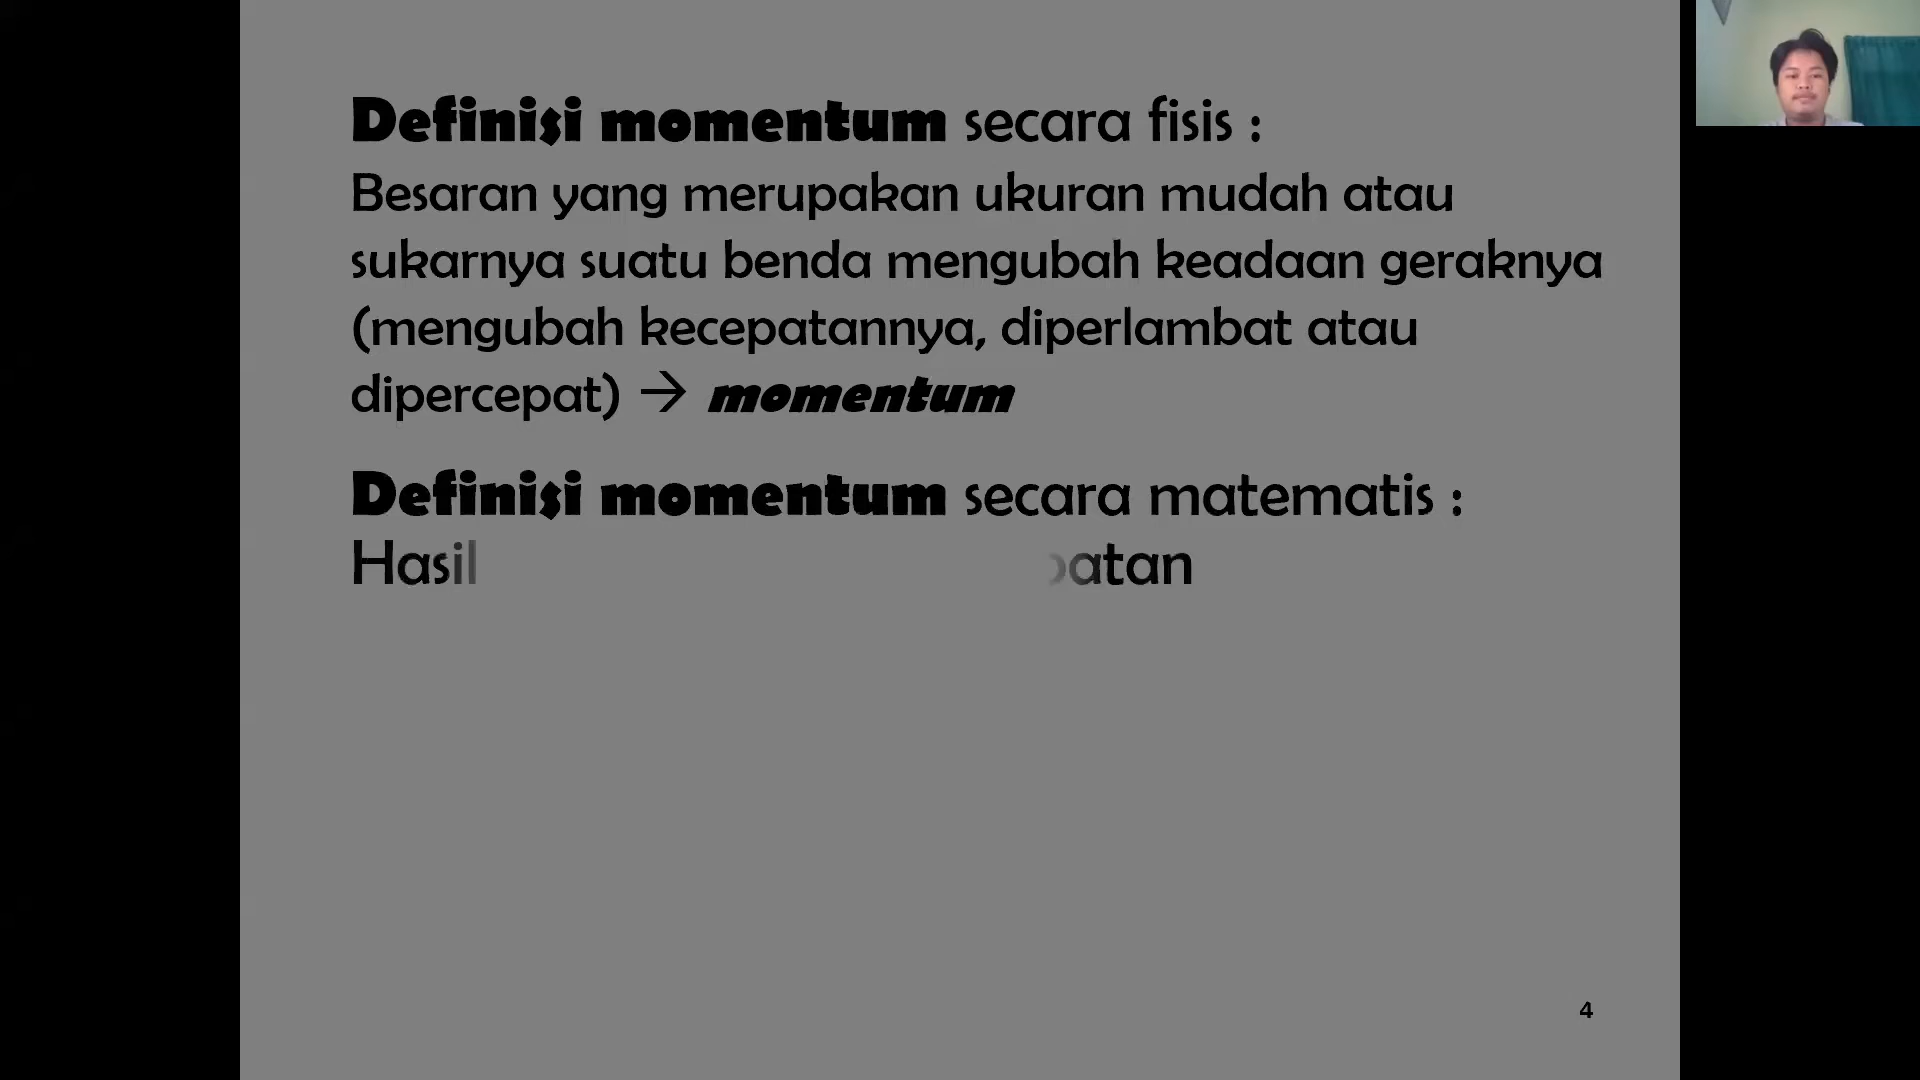 Definisi momentum secara fisis :
Besaran yang merupakan ukuran mudah atau
sukarnya suatu benda mengubah keadaan geraknya
(mengubah kecepatannya, diperlambat atau
dipercepat) → momentum
Definisi momentum secara matematis :
Hasil
4